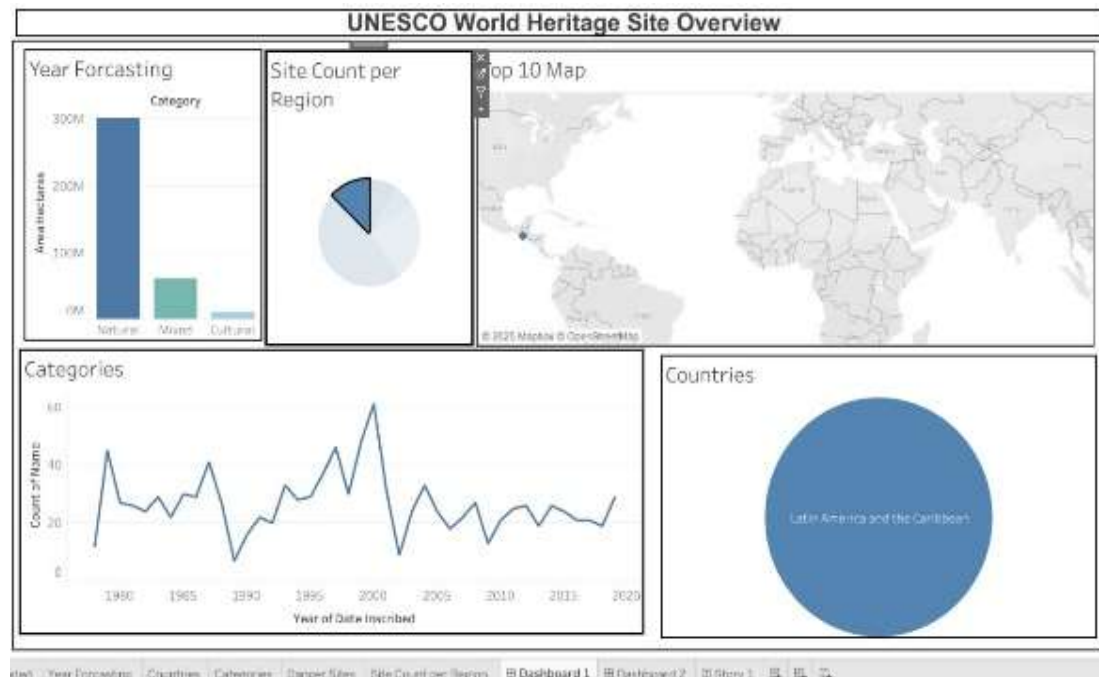 UNESCO World Heritage Site Overview
Year Forcasting
Category
Area Hectares
300M
200M
100M
0M
Natural Mixed Cultural
Site Count per
Region
Top 10 Map
© 2025 Mapbox © OpenStreetMap
Categories
Count of Name
60
40
20
0
1980 1985 1990 1995 2000 2005 2010 2015 2020
Year of Date Inscribed
Countries
Latin America and the Caribbean
Year Forcasting Countries Categories Danger Sites Site Count per Region Dashboard 1 Dashboard 2 Story 1